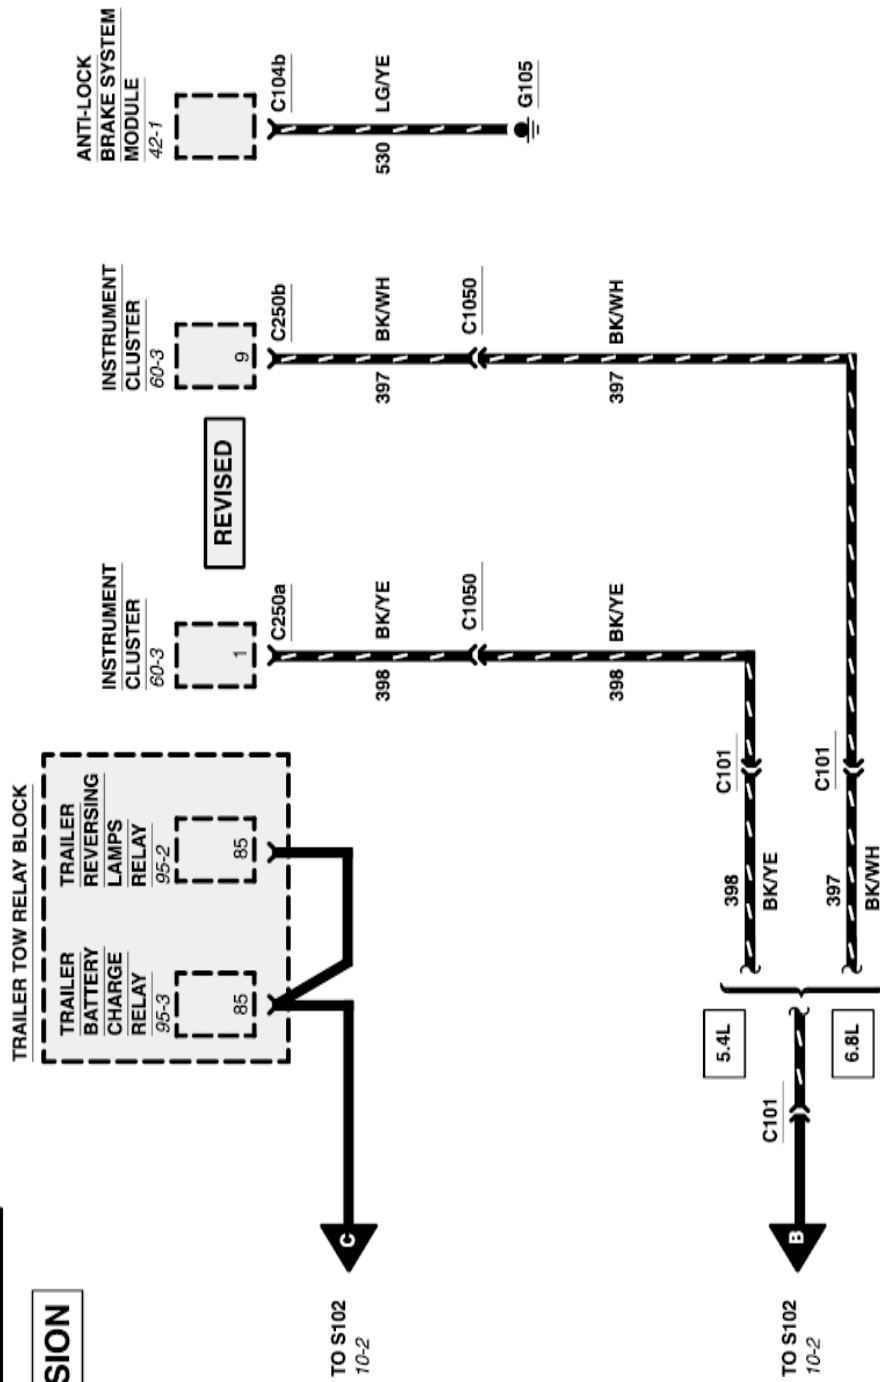 SION
TRAILER TOW RELAY BLOCK
TRAILER
BATTERY
CHARGE
RELAY
95-3
85
TRAILER
REVERSING
LAMPS
RELAY
95-2
85
INSTRUMENT
CLUSTER
60-3
1
C250a
398
BK/YE
C1050
398
BK/YE
REVISED
INSTRUMENT
CLUSTER
60-3
9
C250b
397
BK/WH
C1050
397
BK/WH
ANTI-LOCK
BRAKE SYSTEM
MODULE
42-1
C104b
530
LG/YE
G105
C
TO S102
10-2
B
TO S102
10-2
C101
5.4L
6.8L
398
BK/YE
C101
397
BK/WH
C101